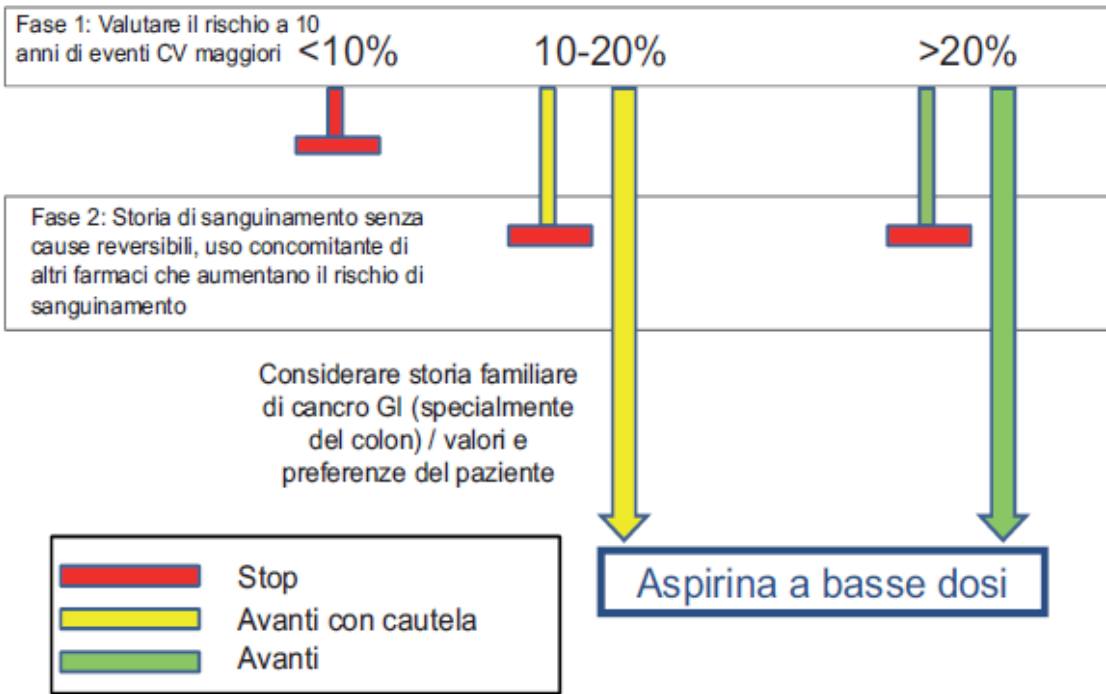 Fase 1: Valutare il rischio a 10
anni di eventi CV maggiori
<10%
10-20%
>20%
Fase 2: Storia di sanguinamento senza
cause reversibili, uso concomitante di
altri farmaci che aumentano il rischio di
sanguinamento
Considerare storia familiare
di cancro GI (specialmente
del colon) / valori e
preferenze del paziente
Aspirina a basse dosi
Stop
Avanti con cautela
Avanti